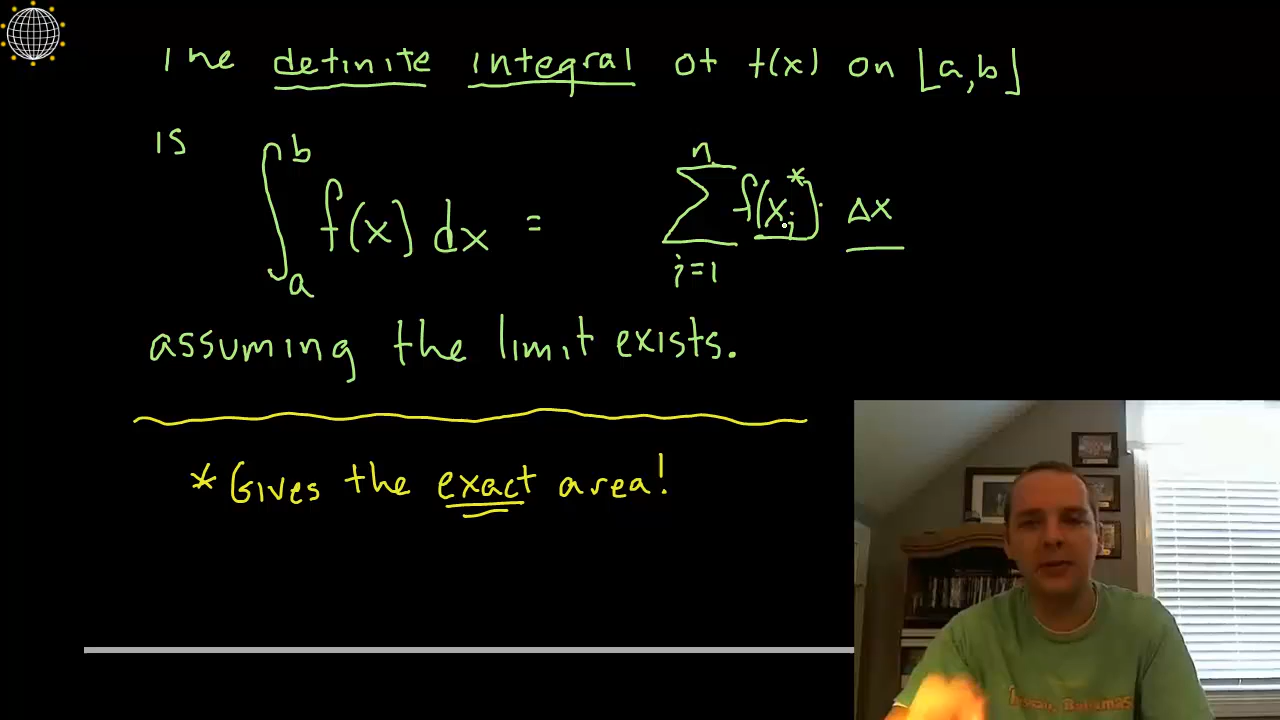 The definite integral of f(x) on [a,b]
is ∫_a^b f(x) dx = ∑_{i=1}^n f(x_i^*) · Δx
assuming the limit exists.
* Gives the exact area!